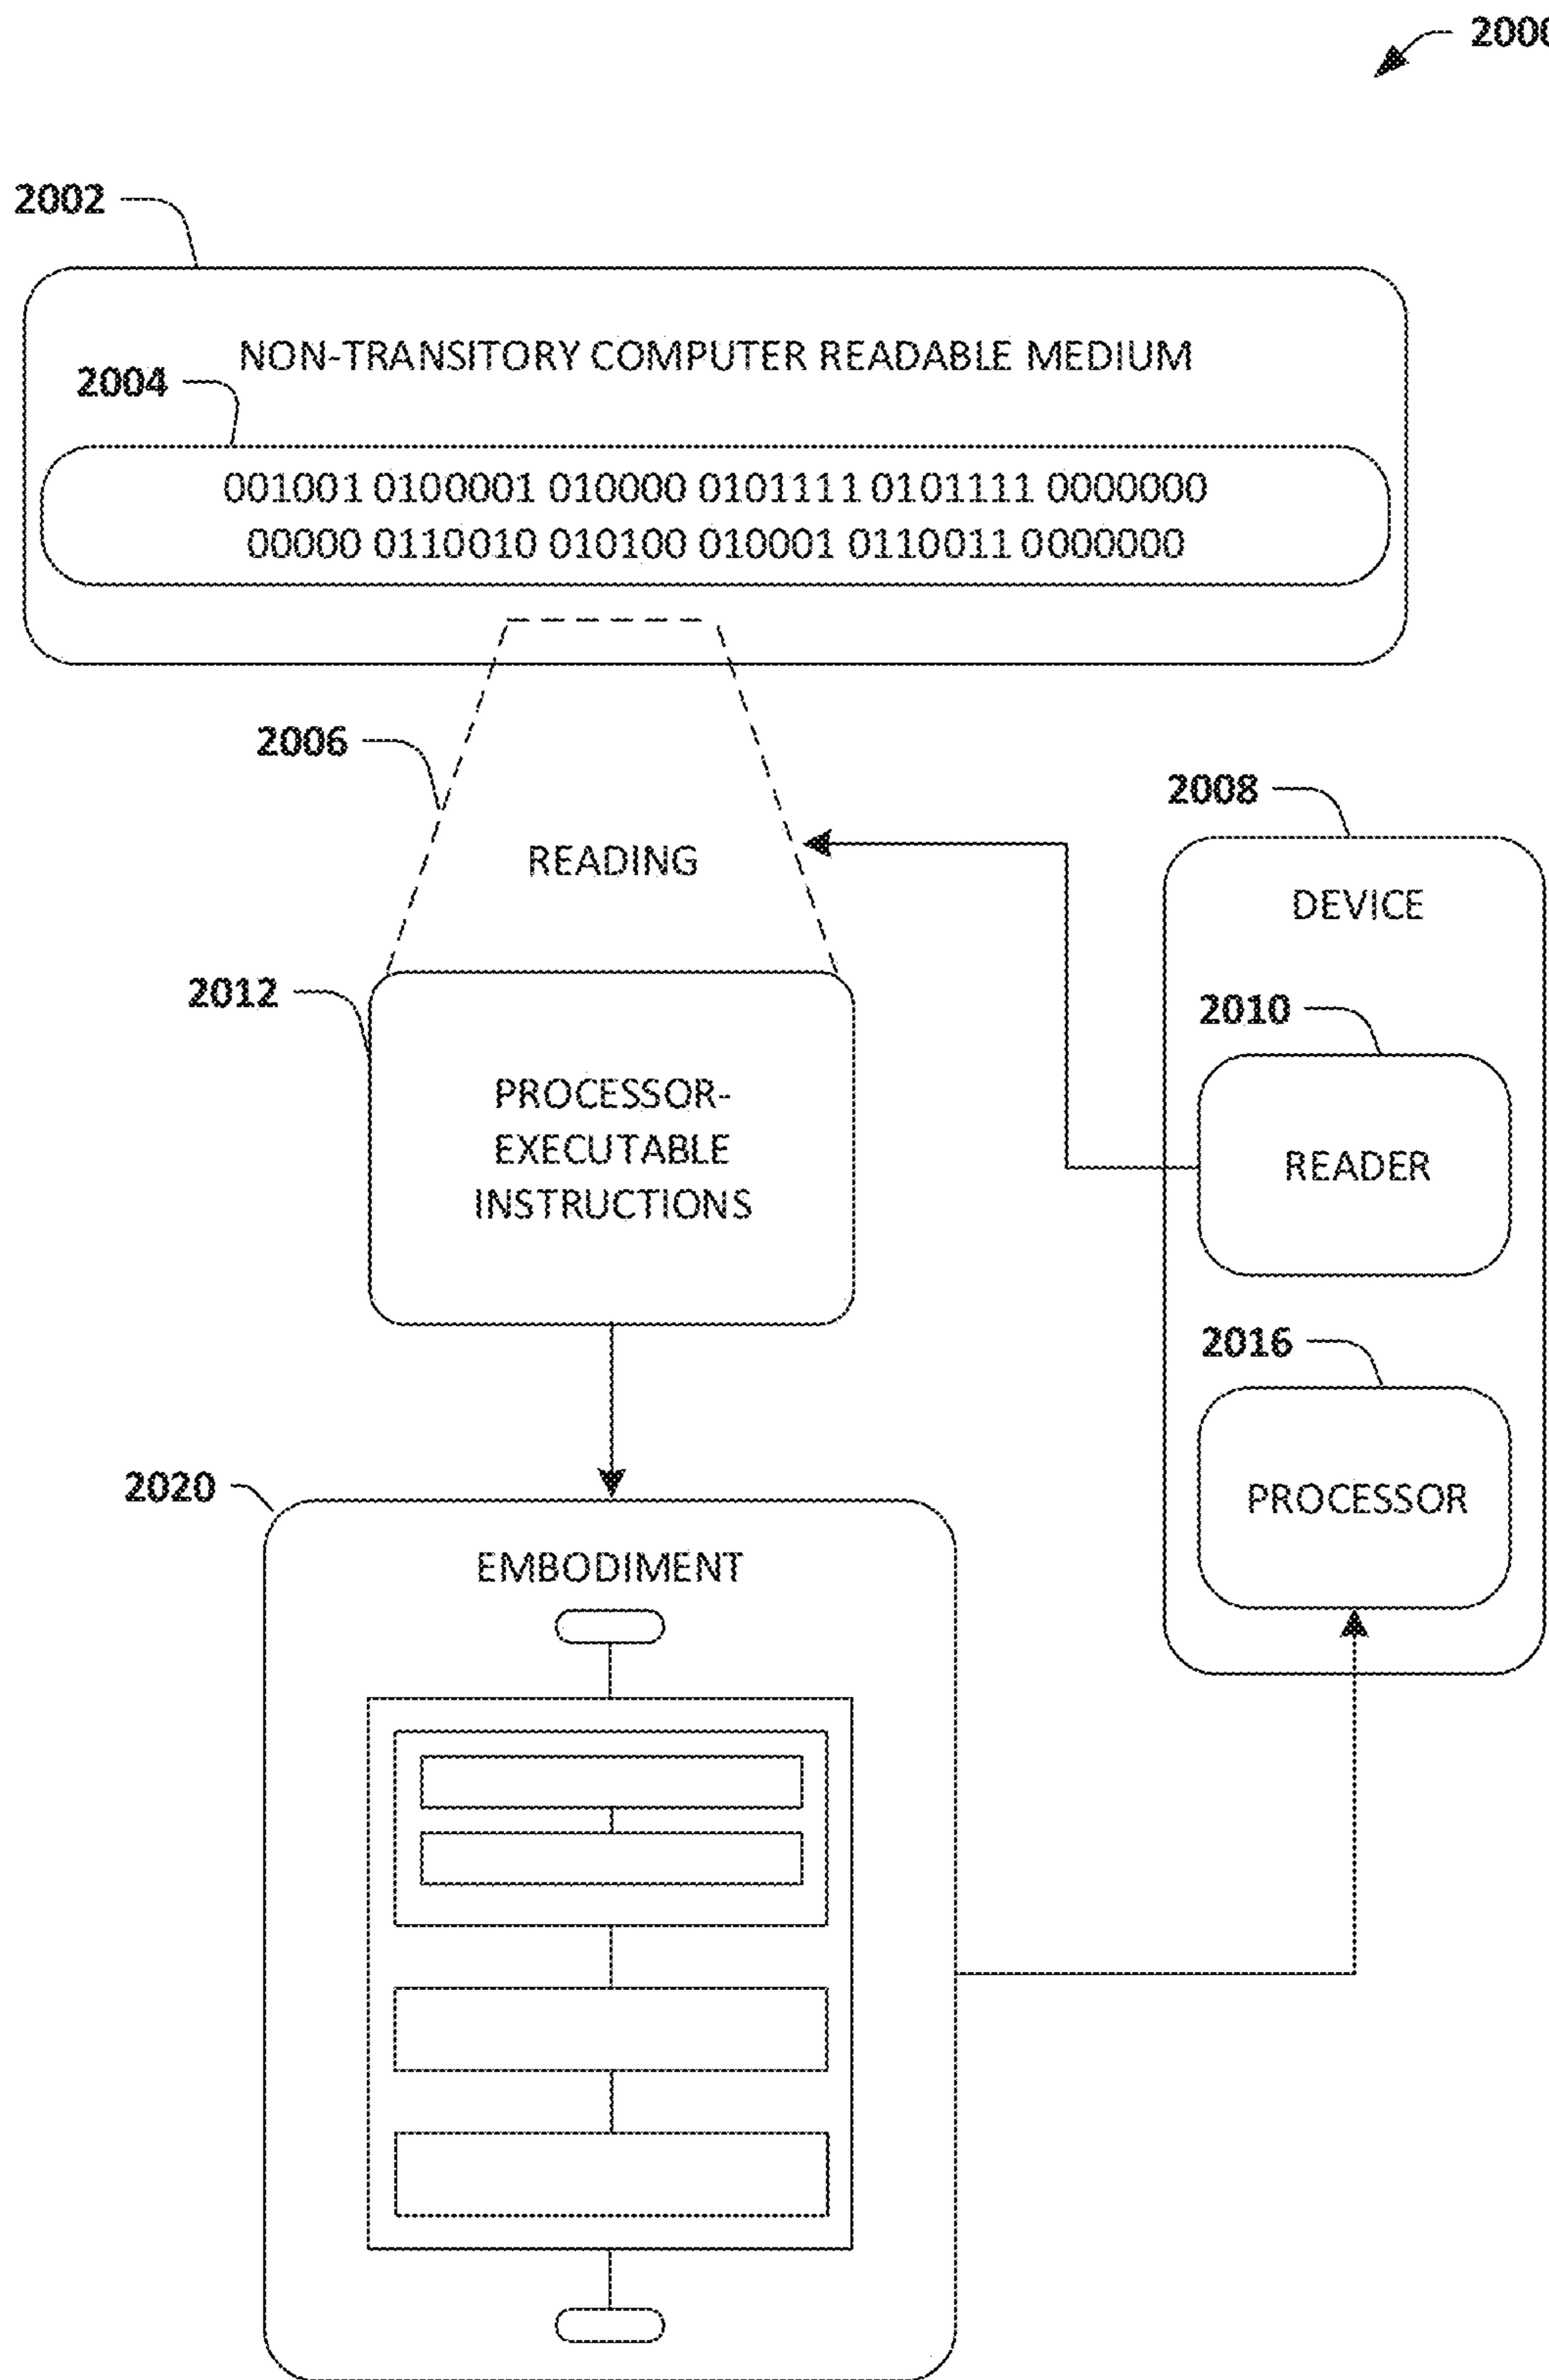 2000
2002
NON-TRANSITORY COMPUTER READABLE MEDIUM
2004
001001 0100001 010000 0101111 0101111 0000000
00000 0110010 010100 010001 0110011 0000000
2006
READING
2008
DEVICE
2010
READER
2012
PROCESSOR-
EXECUTABLE
INSTRUCTIONS
2016
PROCESSOR
2020
EMBODIMENT